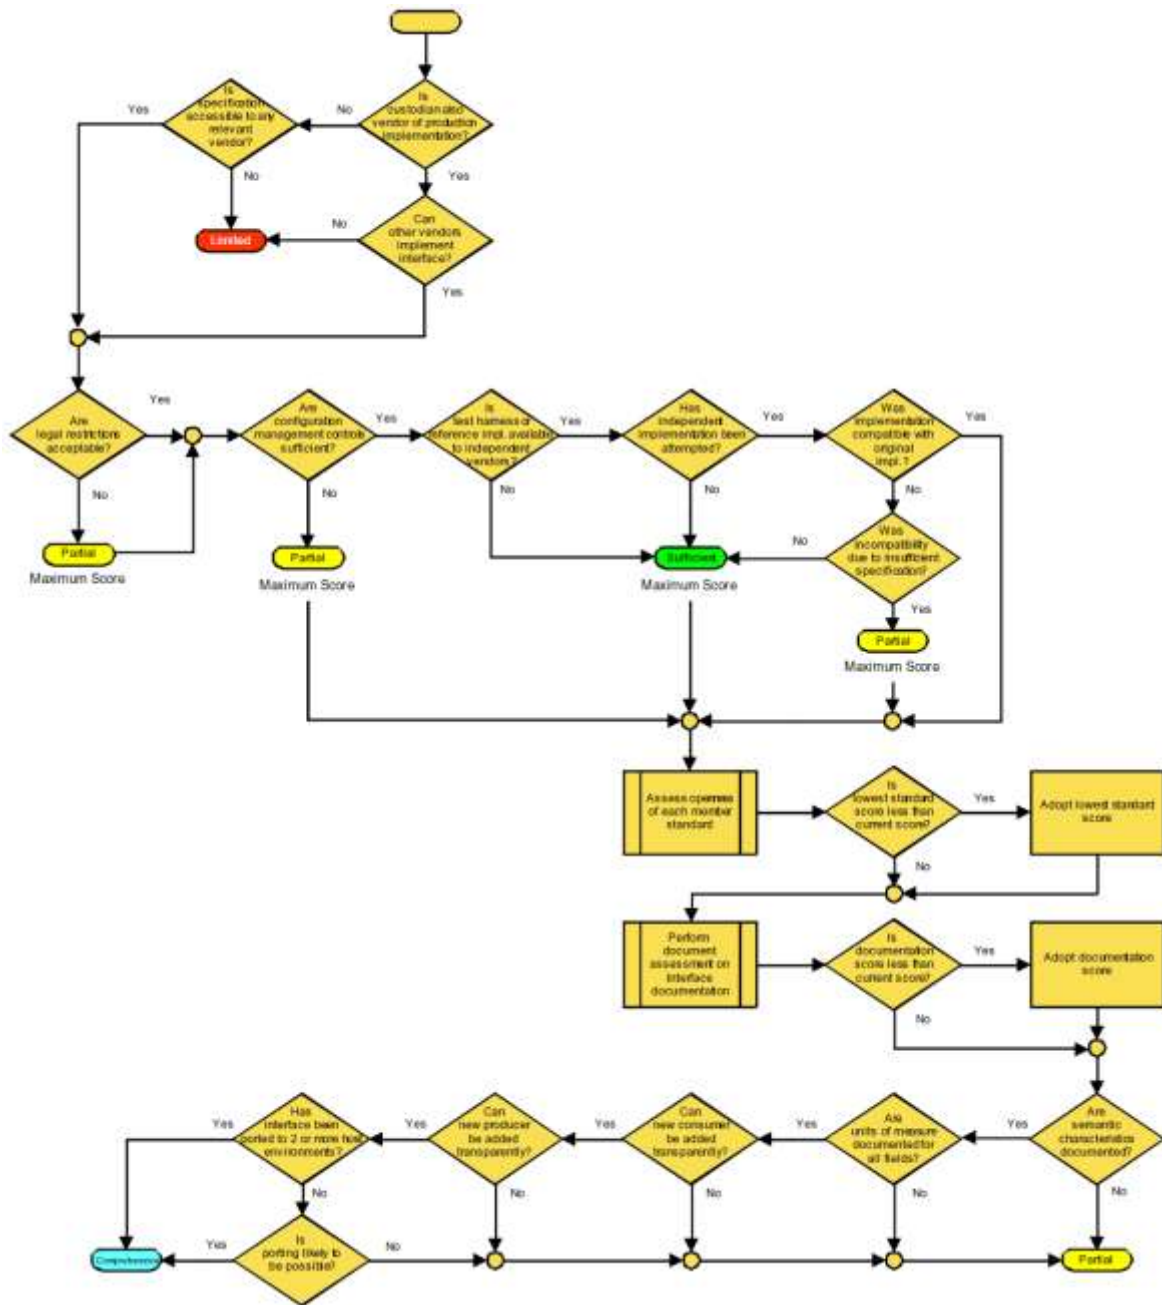 Is
specification
accessible to any
relevant
vendor?
Yes
No
Is
custodian also
vendor of production
implementation?
No
Yes
Limited
No
Can
other vendors
implement
interface?
Yes
Are
legal restrictions
acceptable?
Yes
No
Partial
Maximum Score
Are
configuration
management controls
sufficient?
Yes
No
Partial
Maximum Score
Is
test harness or
to independent
vendors ?
Yes
No
Has
independent
implementation been
attempted?
Yes
No
Sufficient
Maximum Score
Was
implementation
compatible with
original
impl. ?
Yes
No
Was
incompatibility
due to insufficient
specification?
No
Yes
Partial
Maximum Score
Assess openness
of each member
standard
Is
lowest standard
score less than
current score?
Yes
No
Adopt lowest standard
score
Perform
document
assessment on
Interface
documentation
Is
documentation
score less than
current score?
Yes
No
Adopt documentation
score
Has
interface been
ported to 2 or more host
environments?
Yes
No
Can
new producer
be added
transparently?
Yes
No
Can
new consumer
be added
transparently?
Yes
No
Are
units of measure
documented for
all fields?
Yes
No
Are
semantic
characteristics
documented?
Yes
No
Comprehensive
Yes
Is
porting likely to
be possible?
No
Partial